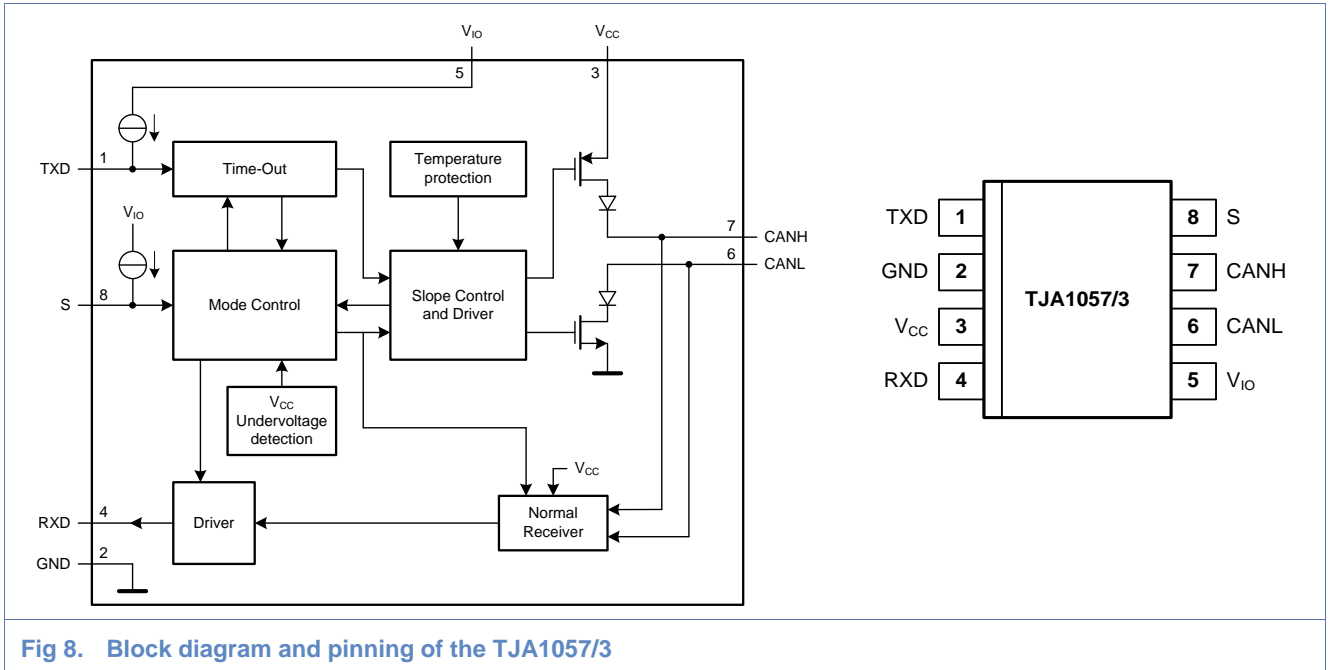 VIO
VCC
5
3
TXD
1
Time-Out
Temperature
protection
VIO
7
CANH
6
CANL
S
8
Mode Control
Slope Control
and Driver
VCC
Undervoltage
detection
VCC
RXD
4
Driver
Normal
Receiver
GND
2
TXD 1
GND 2
VCC 3
RXD 4
TJA1057/3
8 S
7 CANH
6 CANL
5 VIO
Fig 8. Block diagram and pinning of the TJA1057/3